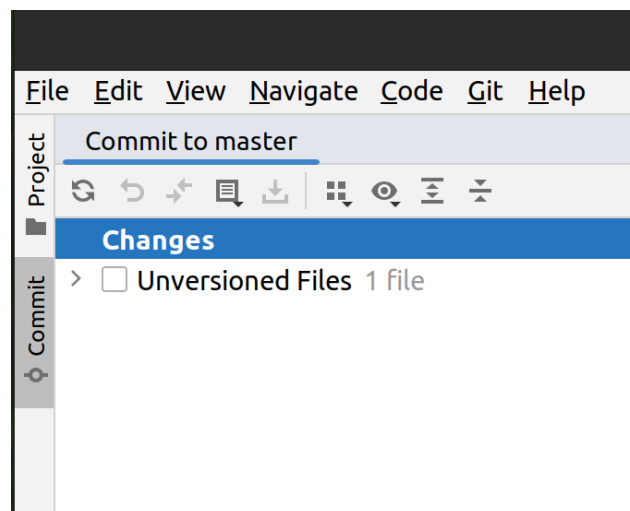 File Edit View Navigate Code Git Help
Project
Commit to master
Changes
Unversioned Files 1 file
Commit